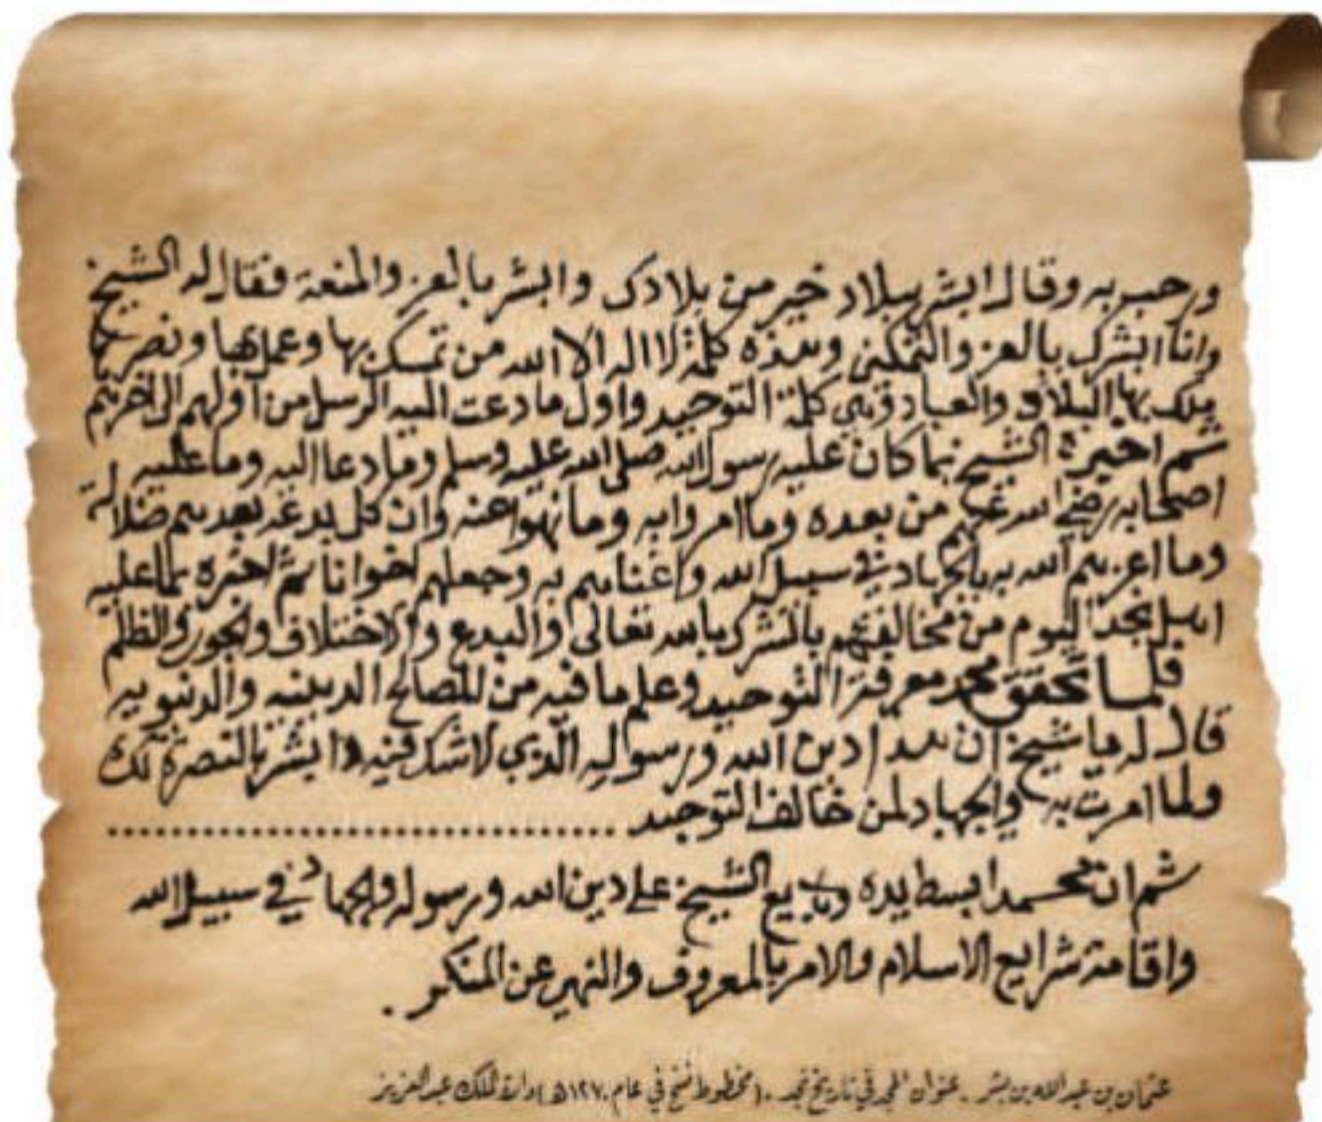 ورحب به وقال ابشر ببلاد خير من بلادك وابشر بالعز والمنعة فقال له الشيخ
وانا ابشرك بالعز والتمكين وهذه كلمة لا اله الا الله من تمسك بها وعمل بها ونصرها
ملك بها البلاد والعباد وهي كلمة التوحيد واول ما دعت اليه الرسل من اولهم الى اخرهم
ثم اخبره الشيخ بما كان عليه رسول الله صلى الله عليه وسلم وما دعا اليه وما عليه
اصحابه رضي الله عنهم من بعده وما امروا به وما نهوا عنه وان كل بدعة بعدهم ضلالة
وما اعزهم الله به بالجهاد في سبيل الله واغناهم به وجعلهم اخوانا ثم اخبره بما عليه
اهل نجد اليوم من مخالفتهم بالشرك بالله تعالى والبدع والاختلاف والجور والظلم
فلما تحقق محمد معرفة التوحيد وعلم ما فيه من المصالح الدينيه والدنيويه
قال له يا شيخ ان هذا دين الله ورسوله الذي لا شك فيه وابشر بالنصرة لك
ولما امرت به والجهاد لمن خالف التوحيد ........................................
ثم ان محمدا بسط يده وبايع الشيخ على دين الله ورسوله والجهاد في سبيل الله
واقامة شرايع الاسلام والامر بالمعروف والنهي عن المنكر .
عثمان بن عبدالله بن بشر . عنوان المجد في تاريخ نجد . (مخطوط نسخ في عام ١٢٧٠هـ) دارة الملك عبدالعزيز